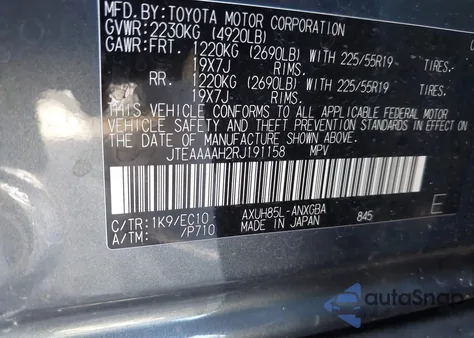 MFD. BY: TOYOTA MOTOR CORPORATION
GVWR: 2230KG (4920LB)
GAWR: FRT. 1220KG (2690LB) WITH 225/55R19 TIRES.
19X7J RIMS.
RR. 1220KG (2690LB) WITH 225/55R19 TIRES.
19X7J RIMS.
THIS VEHICLE CONFORMS TO ALL APPLICABLE FEDERAL MOTOR
VEHICLE SAFETY AND THEFT PREVENTION STANDARDS IN EFFECT
ON THE DATE OF MANUFACTURE SHOWN ABOVE.
JTEAAAAH2RJ191158 MPV
C/TR: 1K9/EC10 AXUH85L-ANXGBA 845 E
A/TM: /P710 MADE IN JAPAN
autoSnap